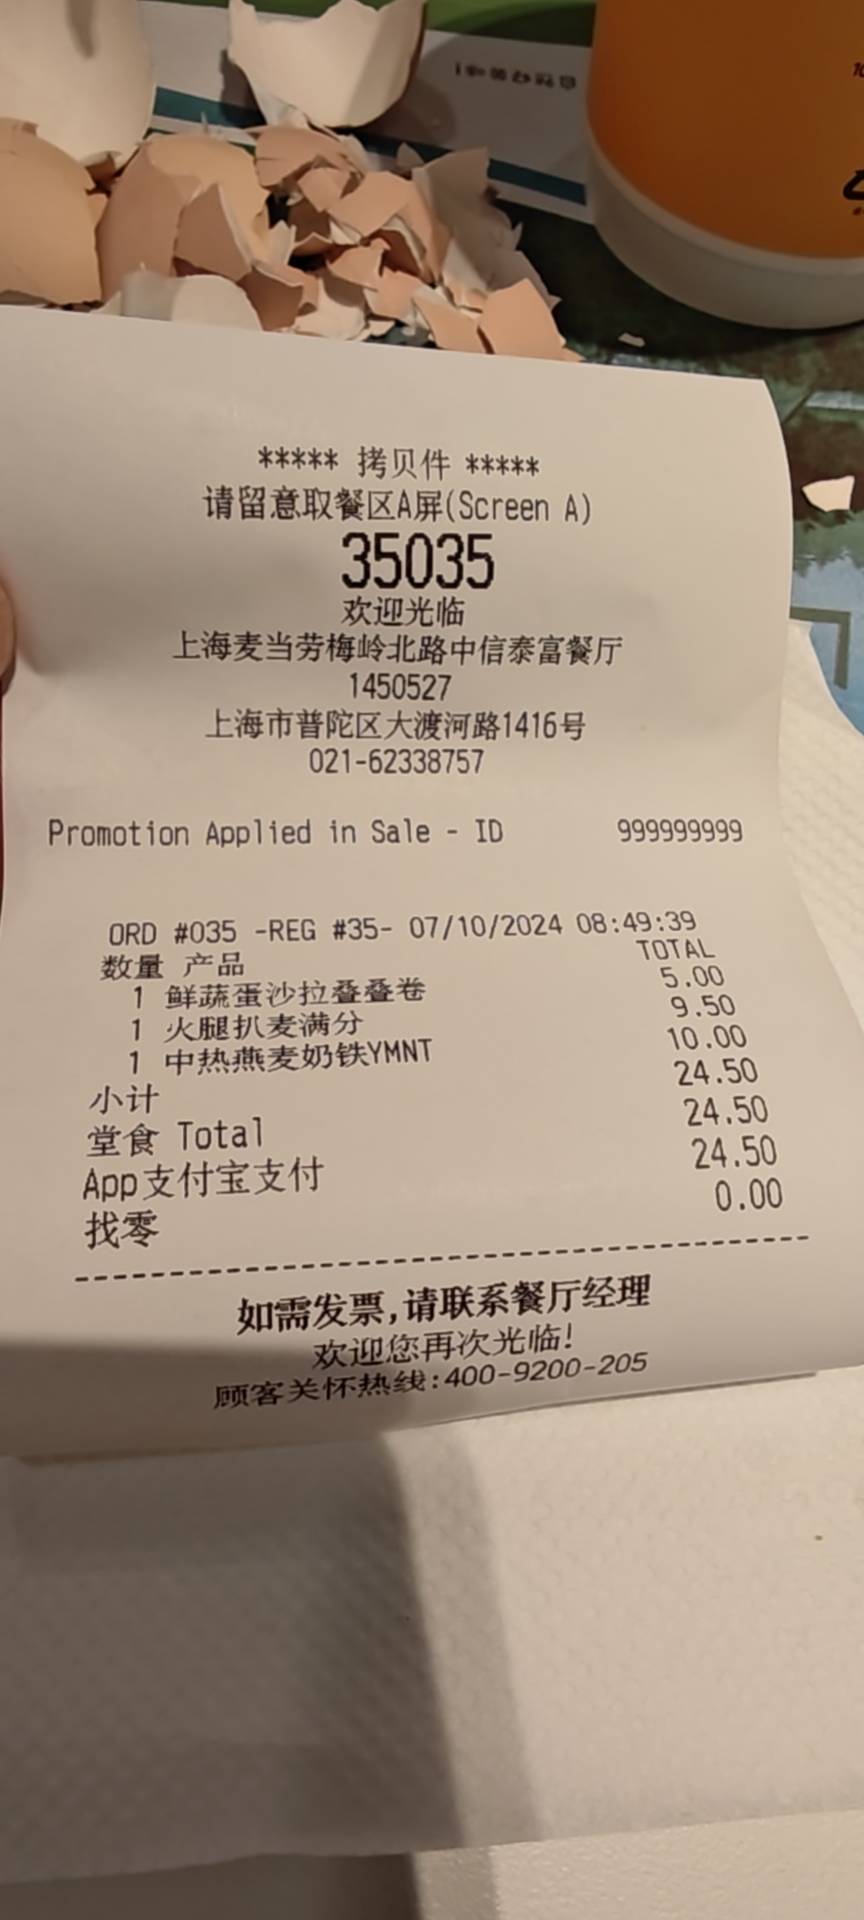 ***** 拷贝件 *****
请留意取餐区A屏(Screen A)
35035
欢迎光临
上海麦当劳梅岭北路中信泰富餐厅
1450527
上海市普陀区大渡河路1416号
021-62338757
Promotion Applied in Sale - ID 999999999
ORD #035 -REG #35- 07/10/2024 08:49:39
数量 产品 TOTAL
1 鲜蔬蛋沙拉叠叠卷 5.00
1 火腿扒麦满分 9.50
1 中热燕麦奶铁YMNT 10.00
小计 24.50
堂食 Total 24.50
App支付宝支付 24.50
找零 0.00
如需发票,请联系餐厅经理
欢迎您再次光临!
顾客关怀热线:400-9200-205